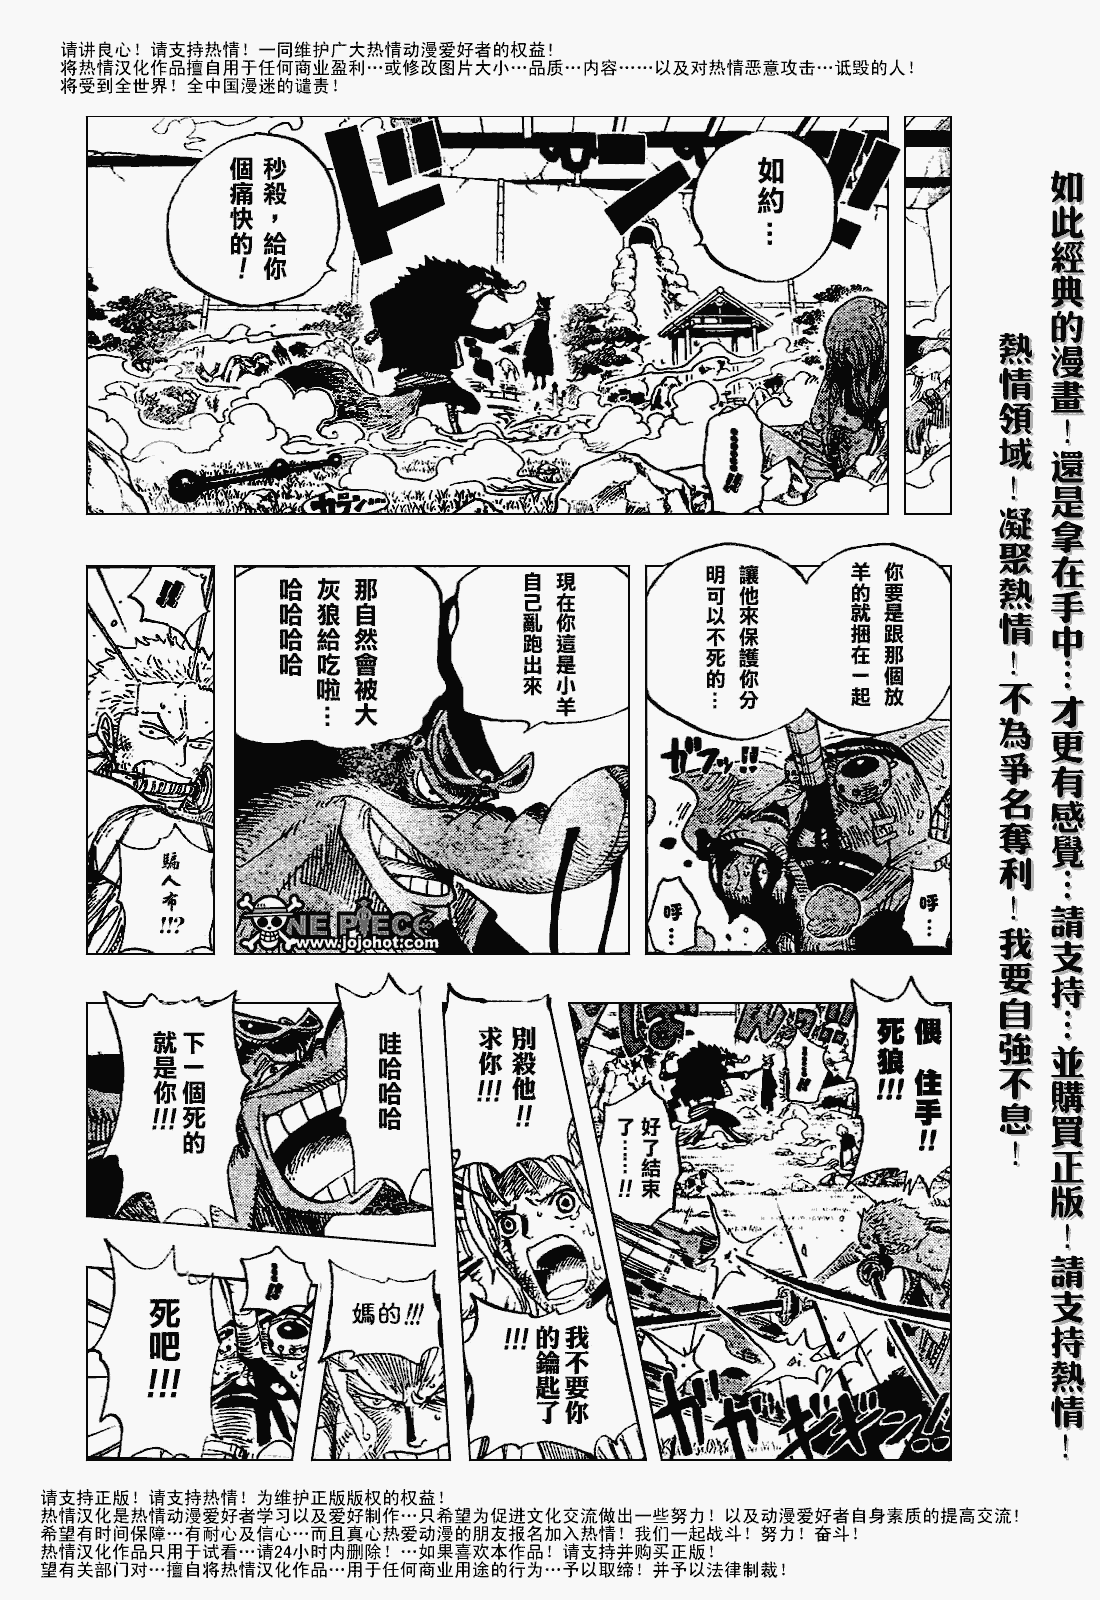 请讲良心！请支持热情！一同维护广大热情动漫爱好者的权益！
将热情汉化作品擅自用于任何商业盈利…或修改图片大小…品质…内容……以及对热情恶意攻击…诋毁的人！
将受到全世界！全中国漫迷的谴责！
如此經典的漫畫！還是拿在手中…才更有感覺…請支持…並購買正版！請支持熱情！
熱情領域！凝聚熱情！不為爭名奪利！我要自強不息！
如約…
秒殺，給你
個痛快的！
ド
ン
!!
……!!
你要是跟那個放
羊的就捆在一起
讓他來保護你分
明可以不死的…
ガフッ!!
呼…
呼…
現在你這是小羊
自己亂跑出來
那自然會被大
灰狼給吃啦…
哈哈哈哈
ONE PIECE
www.jojohot.com
!!
騙人布!!?
偎 住手!!
死狼!!!
……!!
好了結束
了……!!
ガガガギギィン!!
別殺他!!
求你!!!
我不要你
的鑰匙了
!!!
哇哈哈哈
下一個死的
就是你!!!
媽的!!!
…!!
死吧!!!
请支持正版！请支持热情！为维护正版版权的权益！
热情汉化是热情动漫爱好者学习以及爱好制作…只希望为促进文化交流做出一些努力！以及动漫爱好者自身素质的提高交流！
希望有时间保障…有耐心及信心…而且真心热爱动漫的朋友报名加入热情！我们一起战斗！努力！奋斗！
热情汉化作品只用于试看…请24小时内删除！…如果喜欢本作品！请支持并购买正版！
望有关部门对…擅自将热情汉化作品…用于任何商业用途的行为…予以取缔！并予以法律制裁！